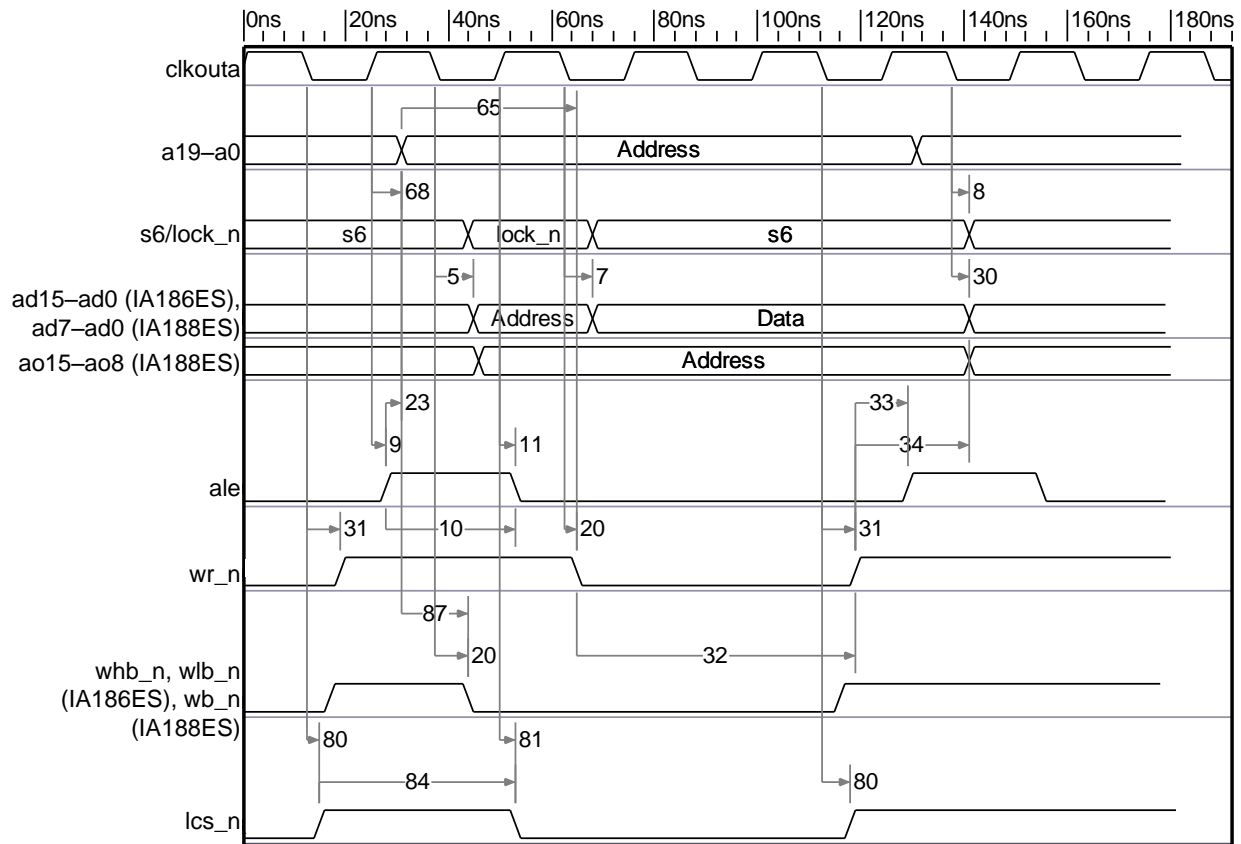 0ns 20ns 40ns 60ns 80ns 100ns 120ns 140ns 160ns 180ns
clkouta
65
a19–a0 Address
68 8
s6/lock_n s6 lock_n s6
5 7 30
ad15–ad0 (IA186ES),
ad7–ad0 (IA188ES) Address Data
ao15–ao8 (IA188ES) Address
23 33
9 11 34
ale
31 10 20 31
wr_n
87
20 32
whb_n, wlb_n
(IA186ES), wb_n
(IA188ES)
80 81
84 80
lcs_n